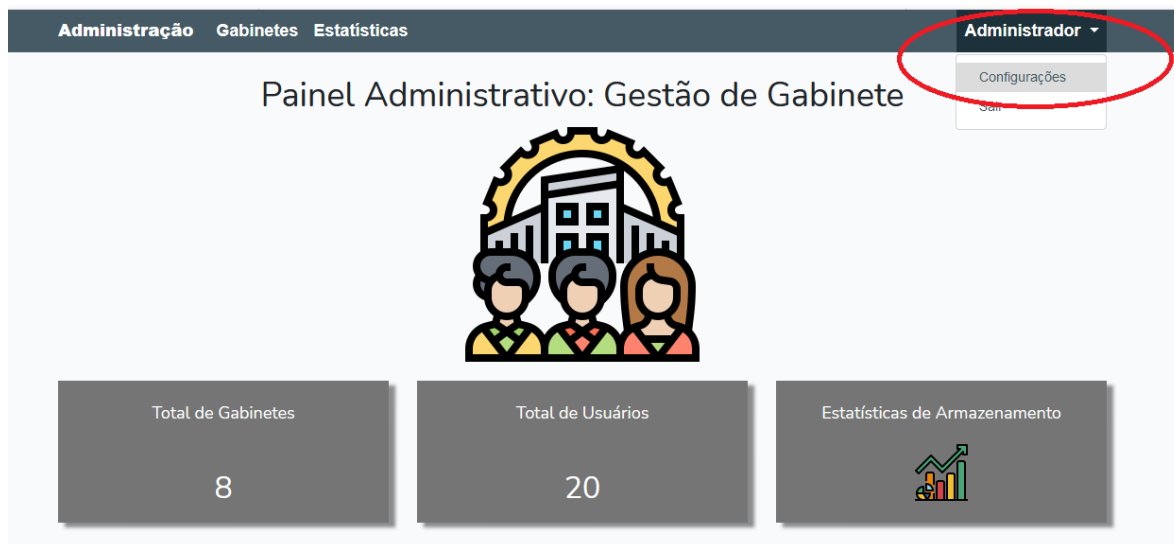 Administração Gabinetes Estatísticas Administrador
Configurações
Sair
Painel Administrativo: Gestão de Gabinete
Total de Gabinetes
8
Total de Usuários
20
Estatísticas de Armazenamento